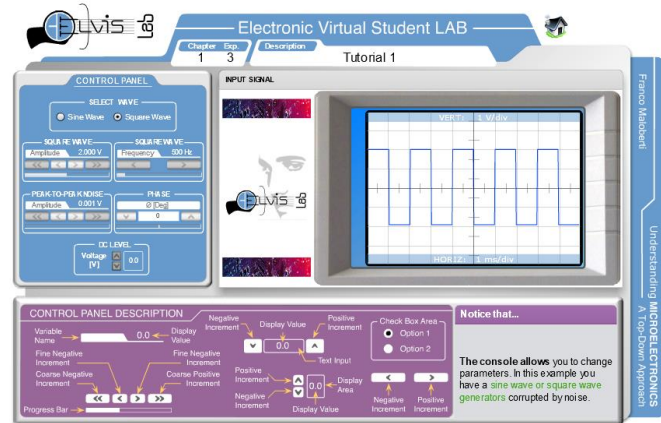 ELVIS Lab
Electronic Virtual Student LAB
Chapter Exp. Description
1 3 Tutorial 1
CONTROL PANEL
SELECT WAVE
Sine Wave Square Wave
SQUARE WAVE SQUARE WAVE
Amplitude 2.000 V Frequency 500 Hz
PEAK-TO-PEAK NOISE PHASE
Amplitude 0.001 V Ø [Deg]
0
DC LEVEL
Voltage [V] 0.0
INPUT SIGNAL
ELVIS Lab
VERT: 1 V/div
HORIZ: 1 ms/div
Franco Maloberti
Understanding MICROELECTRONICS
A Top-Down Approach
CONTROL PANEL DESCRIPTION
Variable Name
0.0
Display Value
Fine Negative Increment
Fine Negative Increment
Coarse Negative Increment
Coarse Positive Increment
<< < > >>
Progress Bar
Negative Increment
Display Value
Positive Increment
0.0
Text Input
Positive Increment
Negative Increment
0.0
Display Area
Display Value
Check Box Area
Option 1
Option 2
< >
Negative Increment
Positive Increment
Notice that...
The console allows you to change
parameters. In this example you
have a sine wave or square wave
generators corrupted by noise.